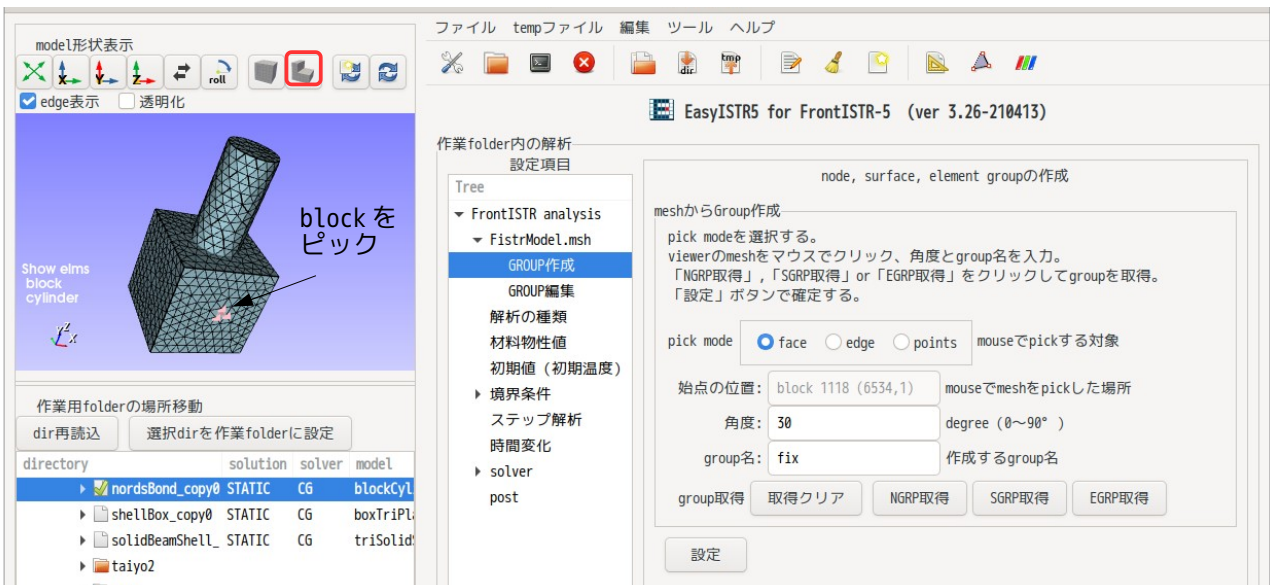 ファイル tempファイル 編集 ツール ヘルプ
model形状表示
roll
dir
tmp
edge表示 透明化
EasyISTR5 for FrontISTR-5 (ver 3.26-210413)
blockを
ピック
Show elms
block
cylinder
作業folder内の解析
設定項目
Tree
FrontISTR analysis
FistrModel.msh
GROUP作成
GROUP編集
解析の種類
材料物性値
初期値（初期温度）
境界条件
ステップ解析
時間変化
solver
post
node, surface, element groupの作成
meshからGroup作成
pick modeを選択する。
viewerのmeshをマウスでクリック、角度とgroup名を入力。
「NGRP取得」,「SGRP取得」or「EGRP取得」をクリックしてgroupを取得。
「設定」ボタンで確定する。
pick mode face edge points mouseでpickする対象
始点の位置: block 1118 (6534,1) mouseでmeshをpickした場所
角度: 30 degree (0〜90° )
group名: fix 作成するgroup名
group取得 取得クリア NGRP取得 SGRP取得 EGRP取得
設定
作業用folderの場所移動
dir再読込 選択dirを作業folderに設定
directory solution solver model
nordsBond_copy0 STATIC CG blockCyl
shellBox_copy0 STATIC CG boxTriPl
solidBeamShell_ STATIC CG triSolid
taiyo2